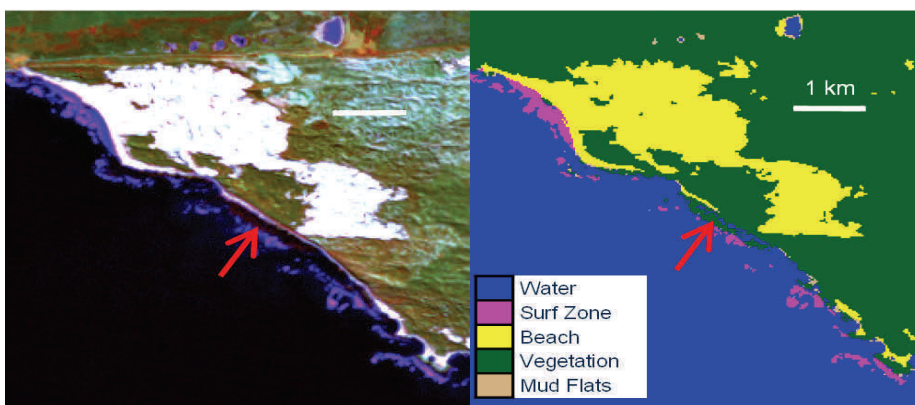 1 km
Water
Surf Zone
Beach
Vegetation
Mud Flats